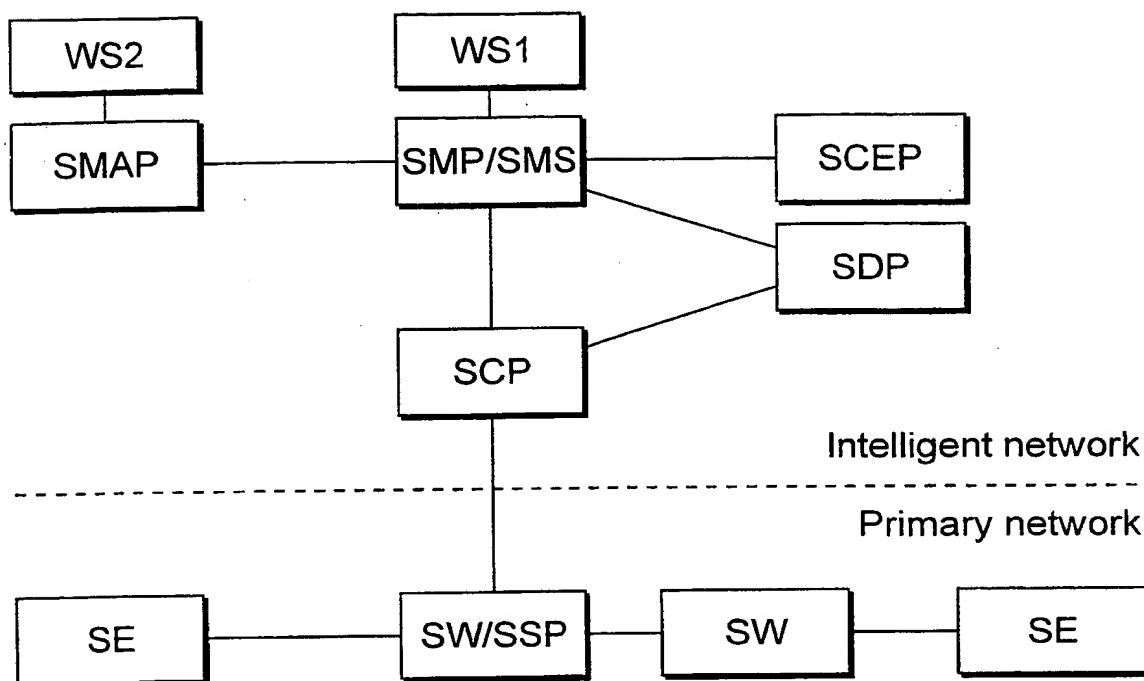 WS2
WS1
SMAP
SMP/SMS
SCEP
SDP
SCP
Intelligent network
Primary network
SE
SW/SSP
SW
SE